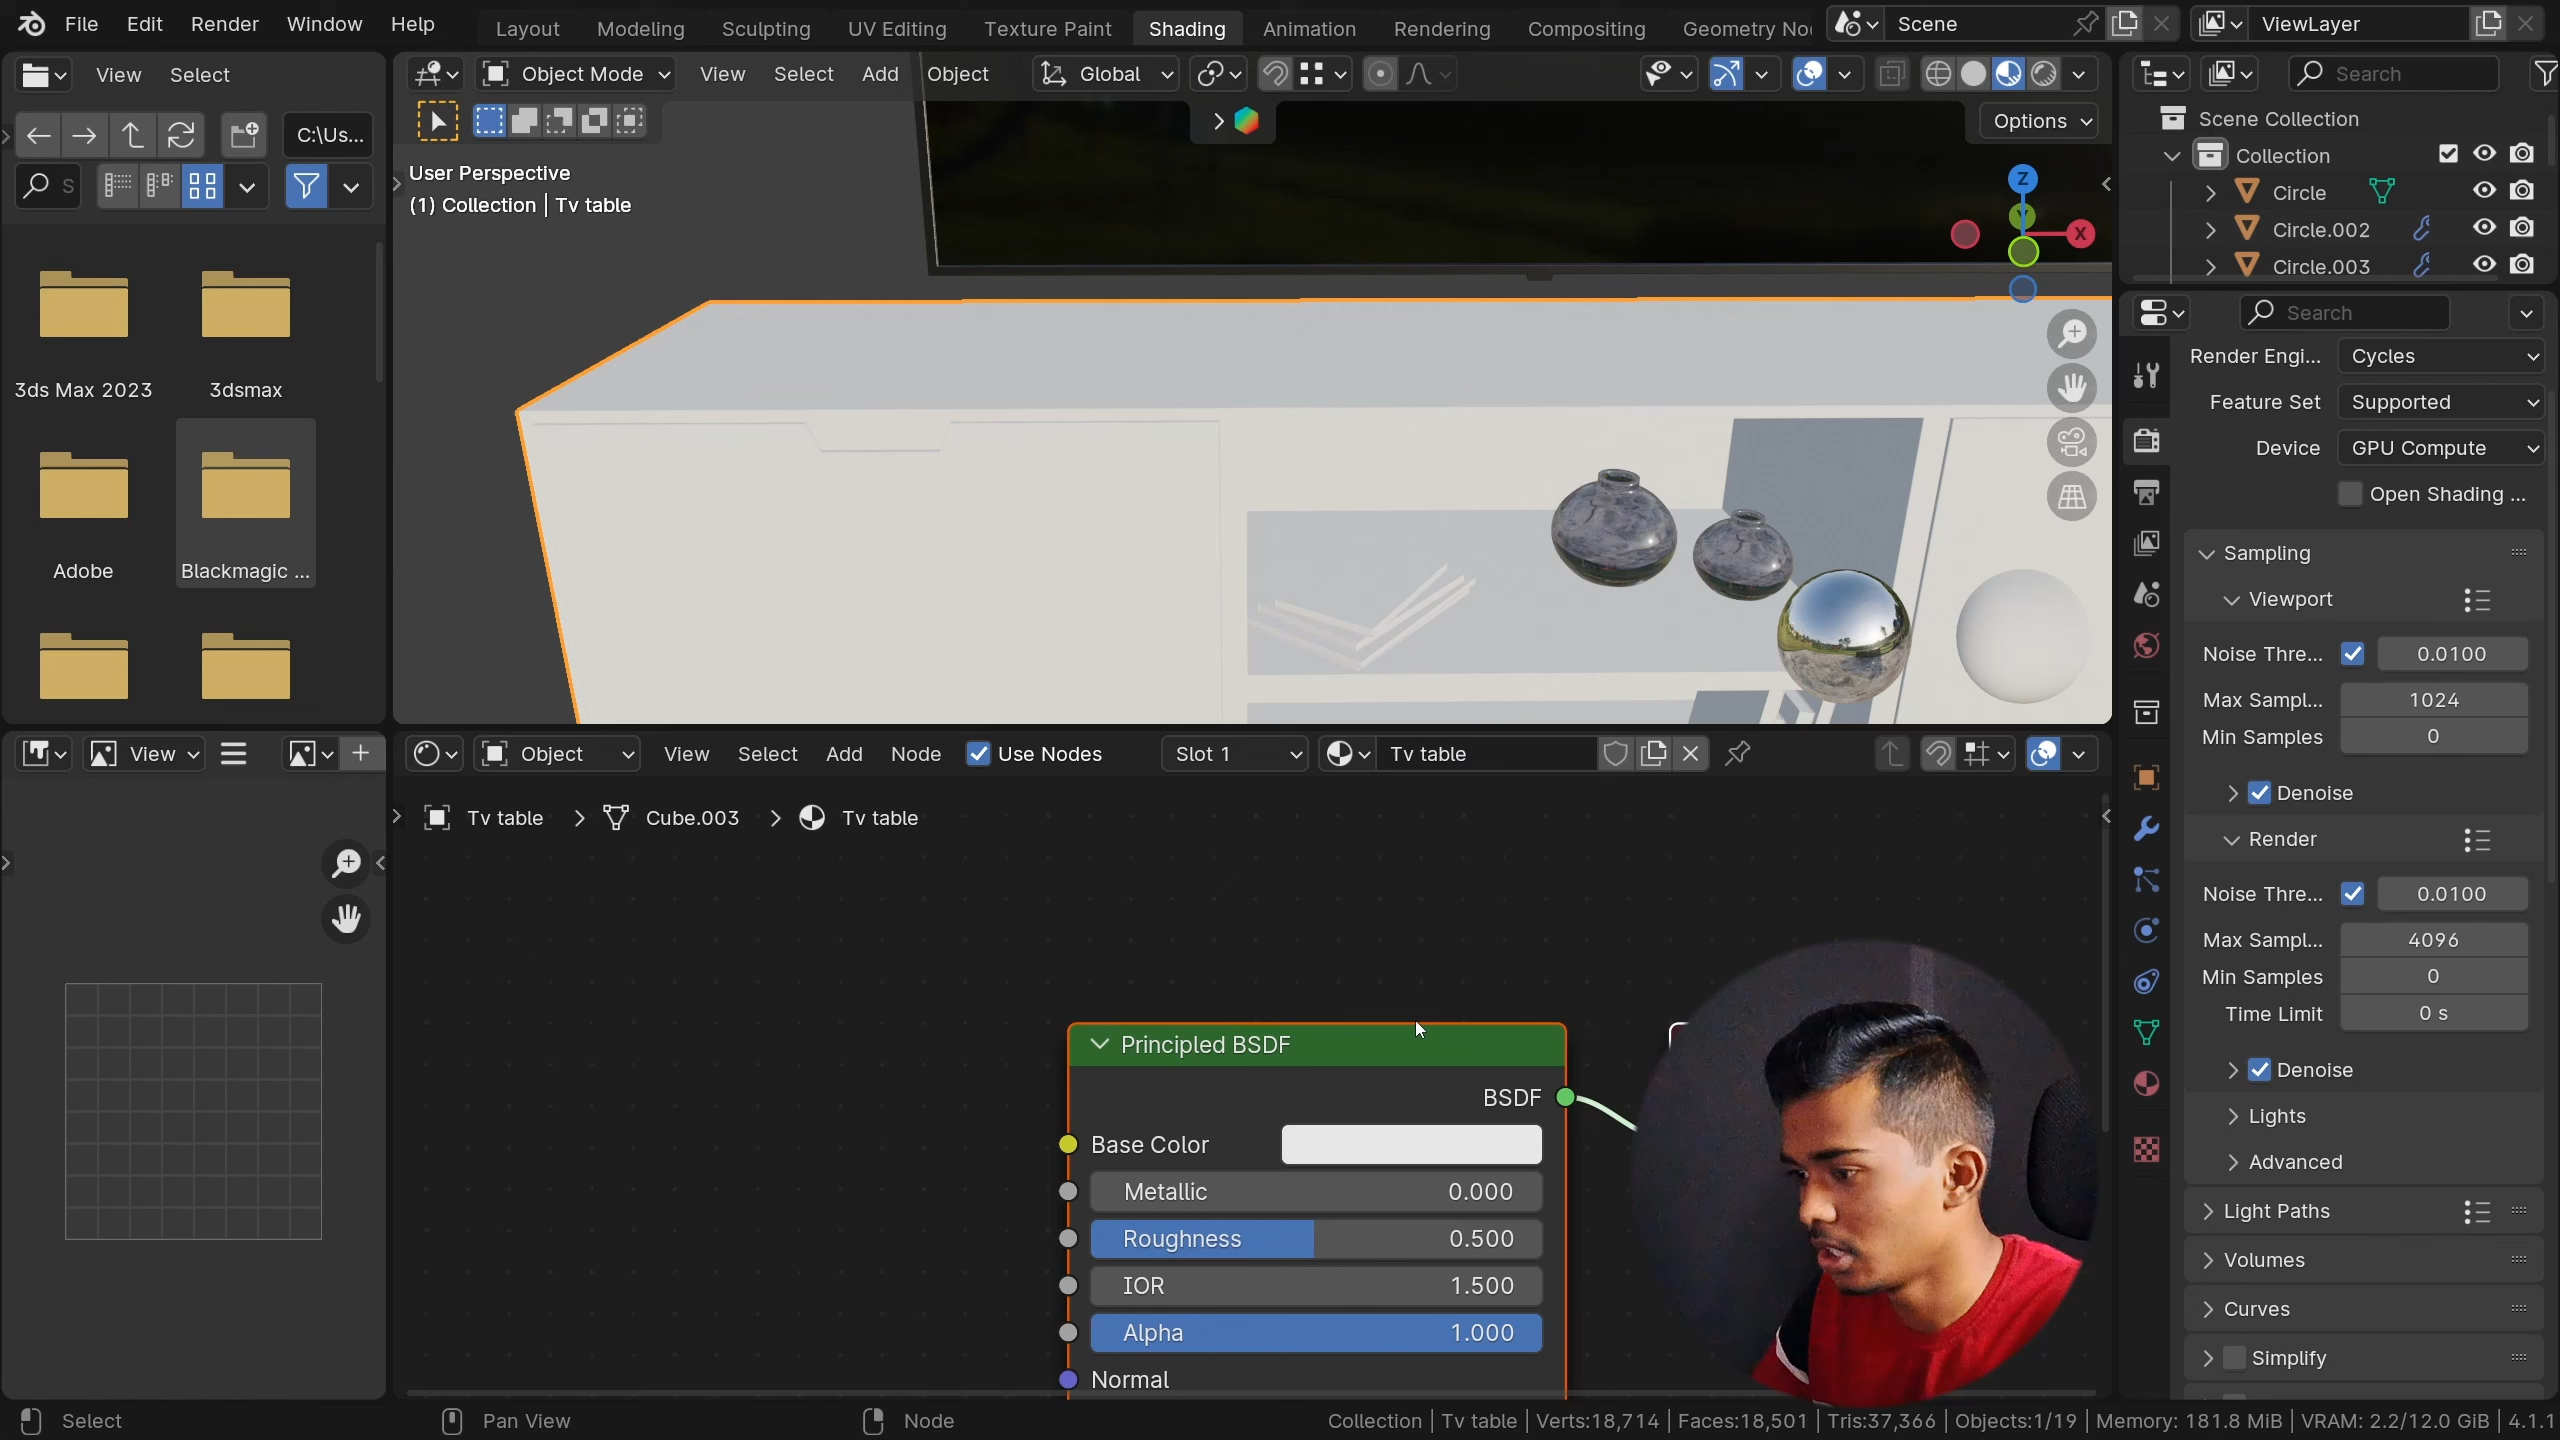 File Edit Render Window Help Layout Modeling Sculpting UV Editing Texture Paint Shading Animation Rendering Compositing Geometry No Scene ViewLayer
View Select Object Mode View Select Add Object Global Search
Options
C:\Us...
S
Scene Collection
Collection
Circle
Circle.002
Circle.003
User Perspective
(1) Collection | Tv table
Z
X
3ds Max 2023 3dsmax
Adobe Blackmagic ...
Search
Render Engi... Cycles
Feature Set Supported
Device GPU Compute
Open Shading ...
Sampling
Viewport
Noise Thre... 0.0100
Max Sampl... 1024
Min Samples 0
Denoise
Render
Noise Thre... 0.0100
Max Sampl... 4096
Min Samples 0
Time Limit 0 s
Denoise
Lights
Advanced
Light Paths
Volumes
Curves
Simplify
View
Object View Select Add Node Use Nodes Slot 1 Tv table
Tv table > Cube.003 > Tv table
Principled BSDF
BSDF
Base Color
Metallic 0.000
Roughness 0.500
IOR 1.500
Alpha 1.000
Normal
Select Pan View Node Collection | Tv table | Verts:18,714 | Faces:18,501 | Tris:37,366 | Objects:1/19 | Memory: 181.8 MiB | VRAM: 2.2/12.0 GiB | 4.1.1